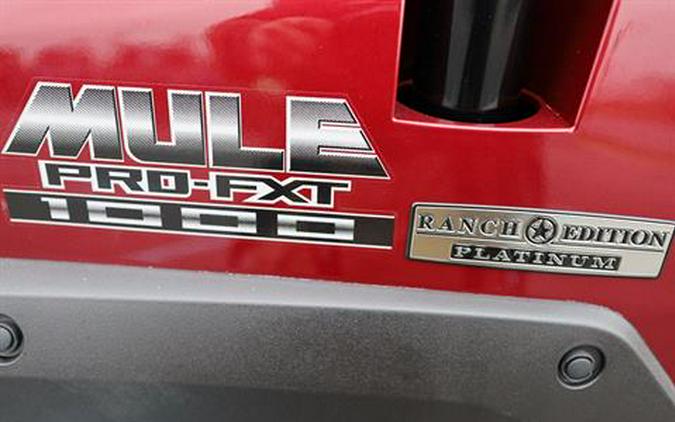 MULE
PRO-FXT
1000
RANCH EDITION
PLATINUM